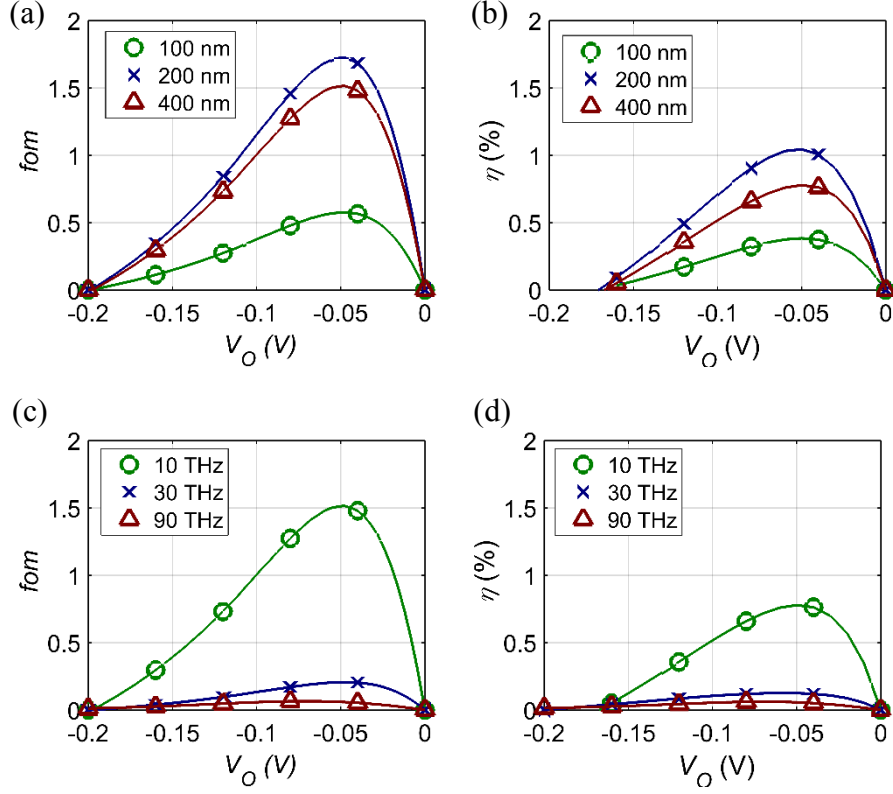 (a)
2
1.5
1
0.5
0
fom
100 nm
200 nm
400 nm
-0.2 -0.15 -0.1 -0.05 0
V_O (V)
(b)
2
1.5
1
0.5
0
η (%)
100 nm
200 nm
400 nm
-0.2 -0.15 -0.1 -0.05 0
V_O (V)
(c)
2
1.5
1
0.5
0
fom
10 THz
30 THz
90 THz
-0.2 -0.15 -0.1 -0.05 0
V_O (V)
(d)
2
1.5
1
0.5
0
η (%)
10 THz
30 THz
90 THz
-0.2 -0.15 -0.1 -0.05 0
V_O (V)